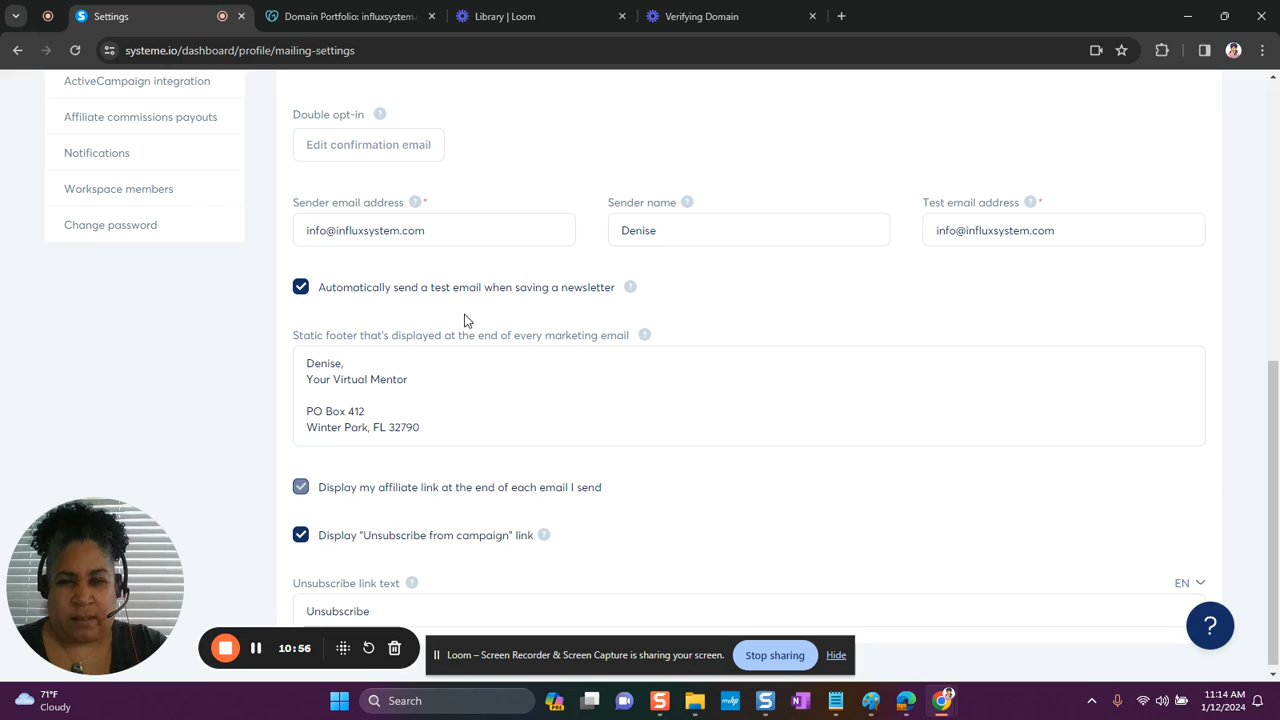 Settings
Domain Portfolio: influxsystem.
Library | Loom
Verifying Domain
systeme.io/dashboard/profile/mailing-settings
ActiveCampaign integration
Affiliate commissions payouts
Notifications
Workspace members
Change password
Double opt-in ?
Edit confirmation email
Sender email address ? *
Sender name ?
Test email address ? *
info@influxsystem.com
Denise
info@influxsystem.com
Automatically send a test email when saving a newsletter ?
Static footer that's displayed at the end of every marketing email ?
Denise,
Your Virtual Mentor
PO Box 412
Winter Park, FL 32790
Display my affiliate link at the end of each email I send
Display "Unsubscribe from campaign" link ?
Unsubscribe link text ?
EN
Unsubscribe
?
10:56
Loom – Screen Recorder & Screen Capture is sharing your screen.
Stop sharing
Hide
71°F
Cloudy
Search
11:14 AM
1/12/2024